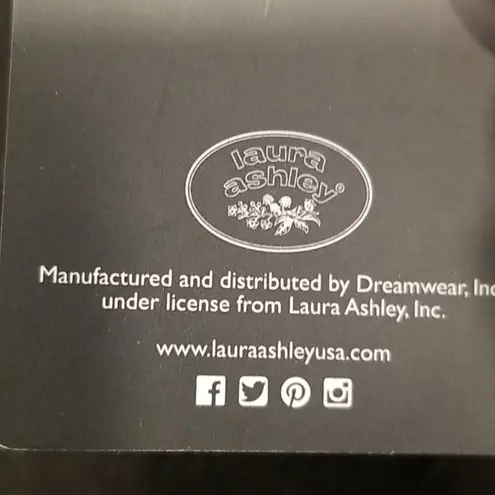 laura
ashley®
Manufactured and distributed by Dreamwear, Inc
under license from Laura Ashley, Inc.
www.lauraashleyusa.com